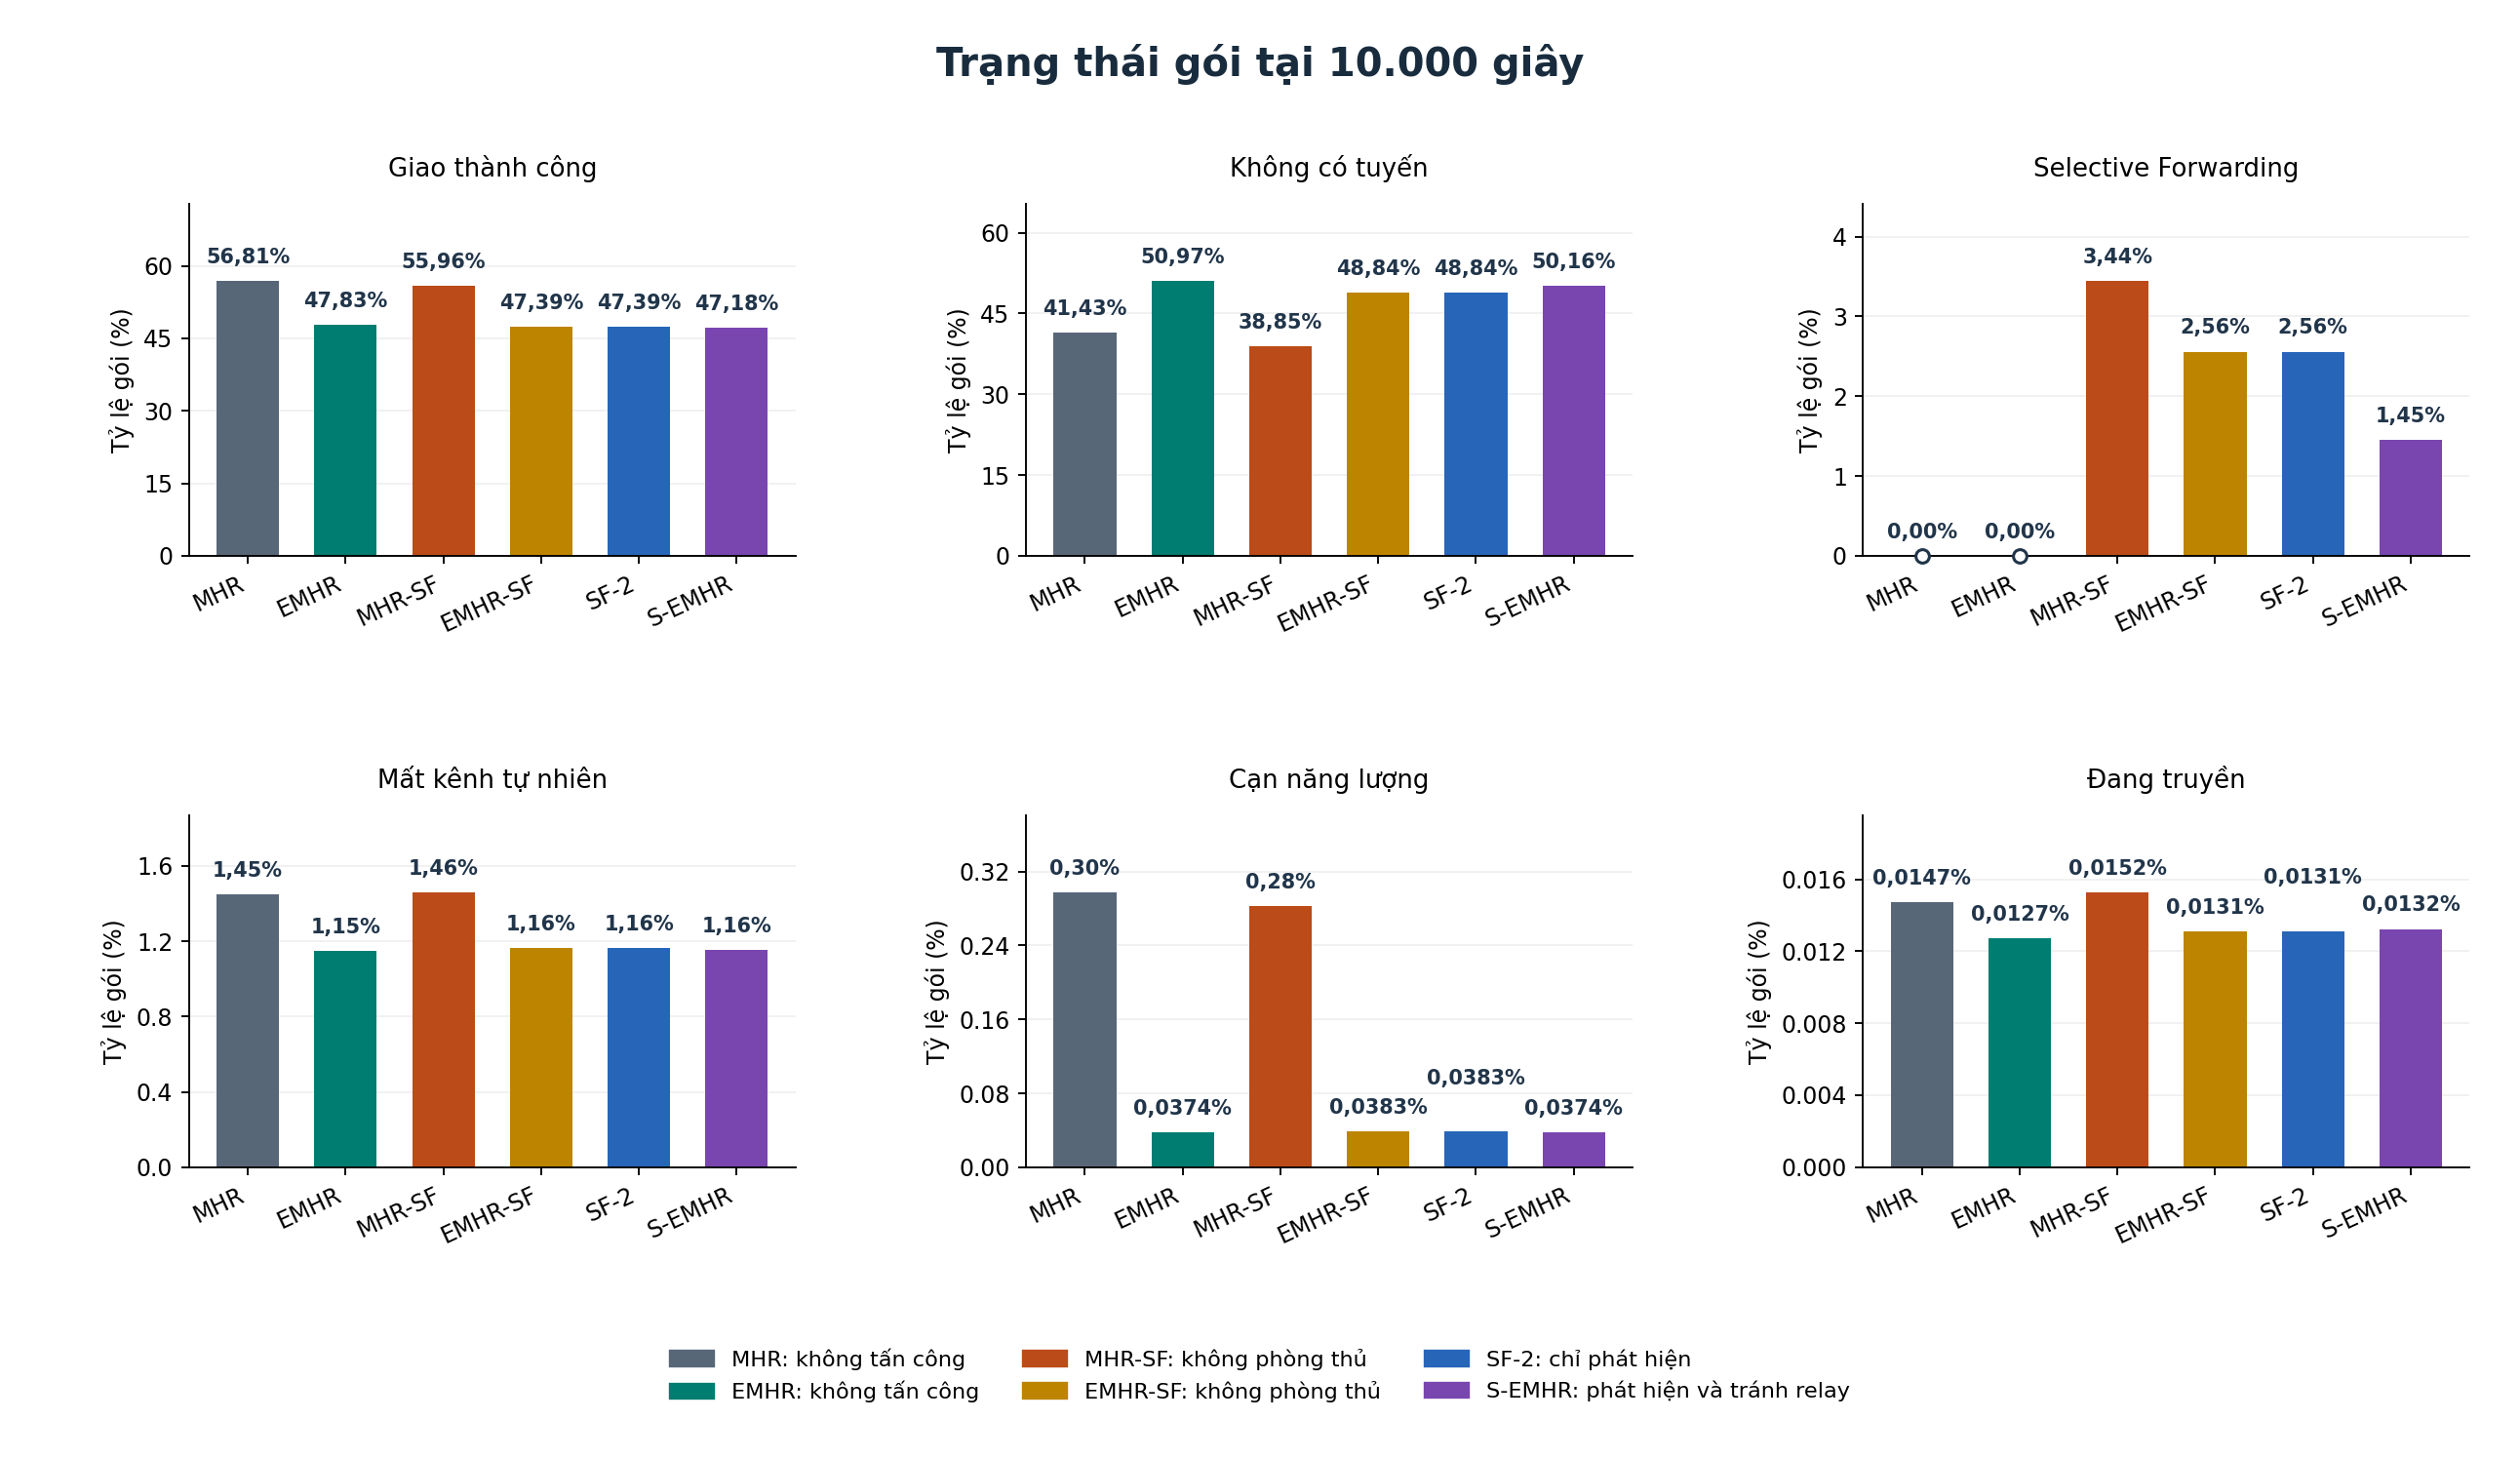 Trạng thái gói tại 10.000 giây
Giao thành công
Tỷ lệ gói (%)
60
45
30
15
0
56,81%
47,83%
55,96%
47,39%
47,39%
47,18%
MHR
EMHR
MHR-SF
EMHR-SF
SF-2
S-EMHR
Không có tuyến
Tỷ lệ gói (%)
60
45
30
15
0
41,43%
50,97%
38,85%
48,84%
48,84%
50,16%
MHR
EMHR
MHR-SF
EMHR-SF
SF-2
S-EMHR
Selective Forwarding
Tỷ lệ gói (%)
4
3
2
1
0
0,00%
0,00%
3,44%
2,56%
2,56%
1,45%
MHR
EMHR
MHR-SF
EMHR-SF
SF-2
S-EMHR
Mất kênh tự nhiên
Tỷ lệ gói (%)
1.6
1.2
0.8
0.4
0.0
1,45%
1,15%
1,46%
1,16%
1,16%
1,16%
MHR
EMHR
MHR-SF
EMHR-SF
SF-2
S-EMHR
Cạn năng lượng
Tỷ lệ gói (%)
0.32
0.24
0.16
0.08
0.00
0,30%
0,0374%
0,28%
0,0383%
0,0383%
0,0374%
MHR
EMHR
MHR-SF
EMHR-SF
SF-2
S-EMHR
Đang truyền
Tỷ lệ gói (%)
0.016
0.012
0.008
0.004
0.000
0,0147%
0,0127%
0,0152%
0,0131%
0,0131%
0,0132%
MHR
EMHR
MHR-SF
EMHR-SF
SF-2
S-EMHR
MHR: không tấn công
EMHR: không tấn công
MHR-SF: không phòng thủ
EMHR-SF: không phòng thủ
SF-2: chỉ phát hiện
S-EMHR: phát hiện và tránh relay